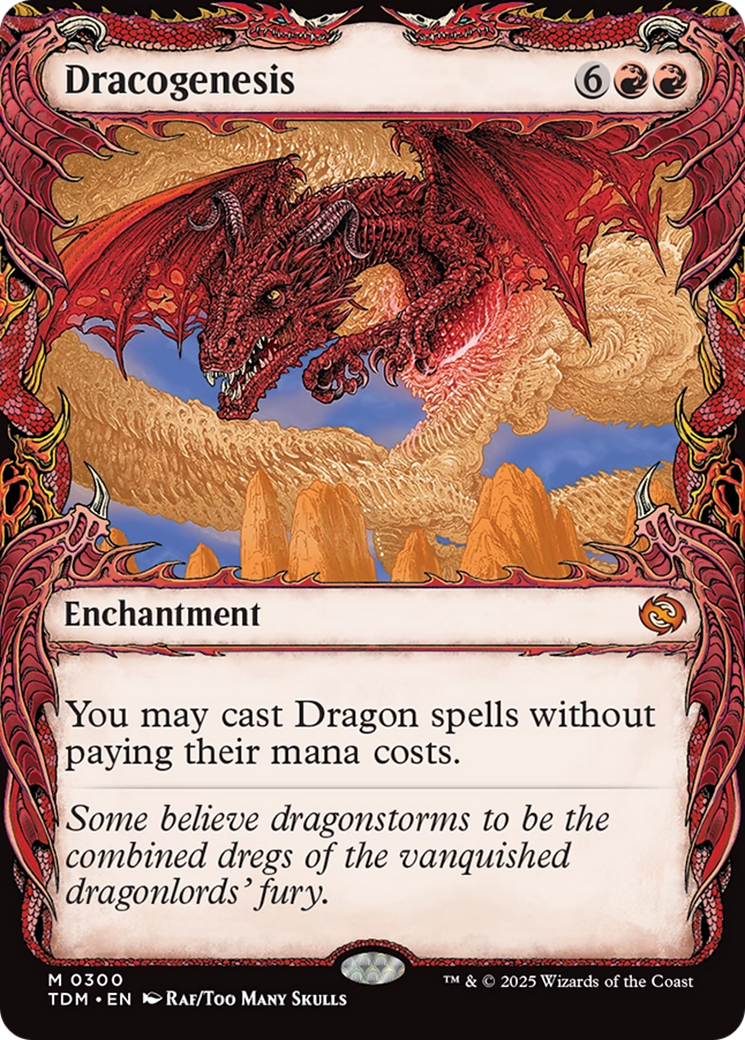 Dracogenesis 6
Enchantment
You may cast Dragon spells without
paying their mana costs.
Some believe dragonstorms to be the
combined dregs of the vanquished
dragonlords’ fury.
M 0300
TDM • EN Raf/Too Many Skulls
™ & © 2025 Wizards of the Coast